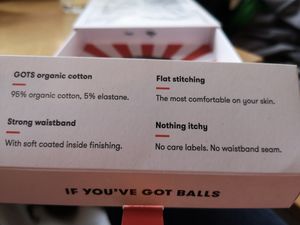 GOTS organic cotton
95% organic cotton, 5% elastane.
Flat stitching
The most comfortable on your skin.
Strong waistband
With soft coated inside finishing.
Nothing itchy
No care labels. No waistband seam.
IF YOU'VE GOT BALLS